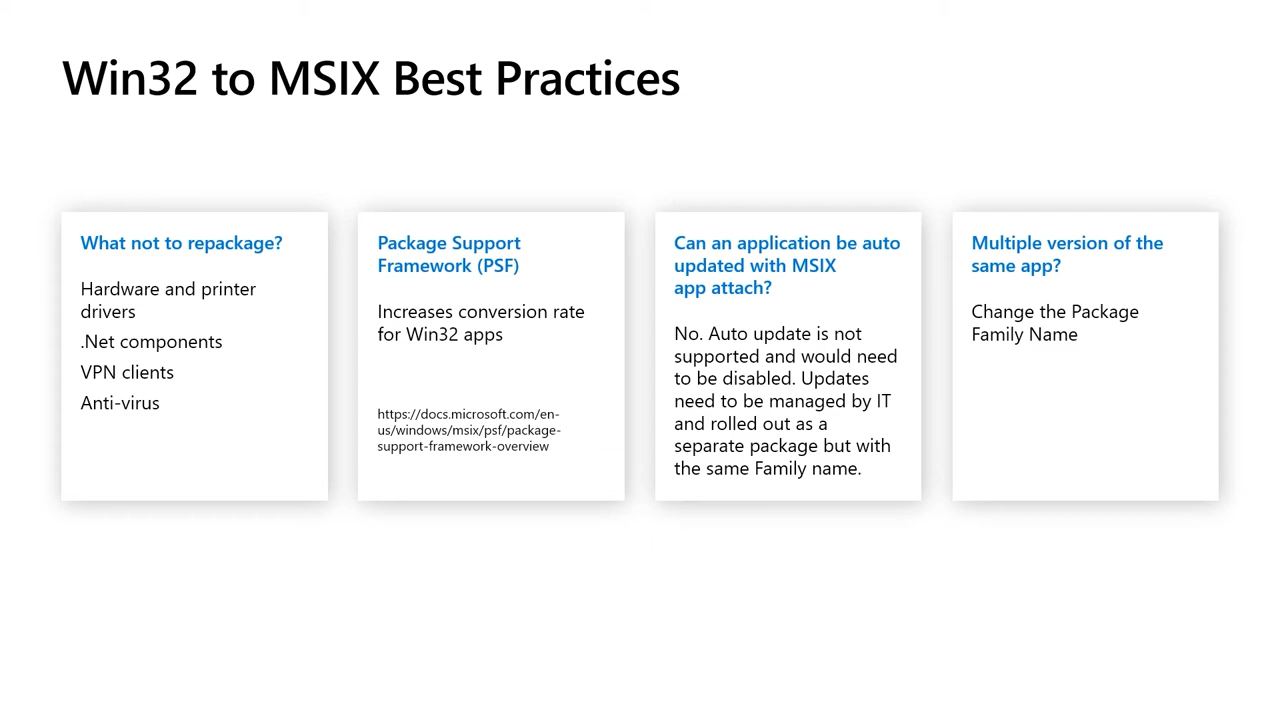 Win32 to MSIX Best Practices
What not to repackage?
Hardware and printer
drivers
.Net components
VPN clients
Anti-virus
Package Support
Framework (PSF)
Increases conversion rate
for Win32 apps
https://docs.microsoft.com/en-
us/windows/msix/psf/package-
support-framework-overview
Can an application be auto
updated with MSIX
app attach?
No. Auto update is not
supported and would need
to be disabled. Updates
need to be managed by IT
and rolled out as a
separate package but with
the same Family name.
Multiple version of the
same app?
Change the Package
Family Name